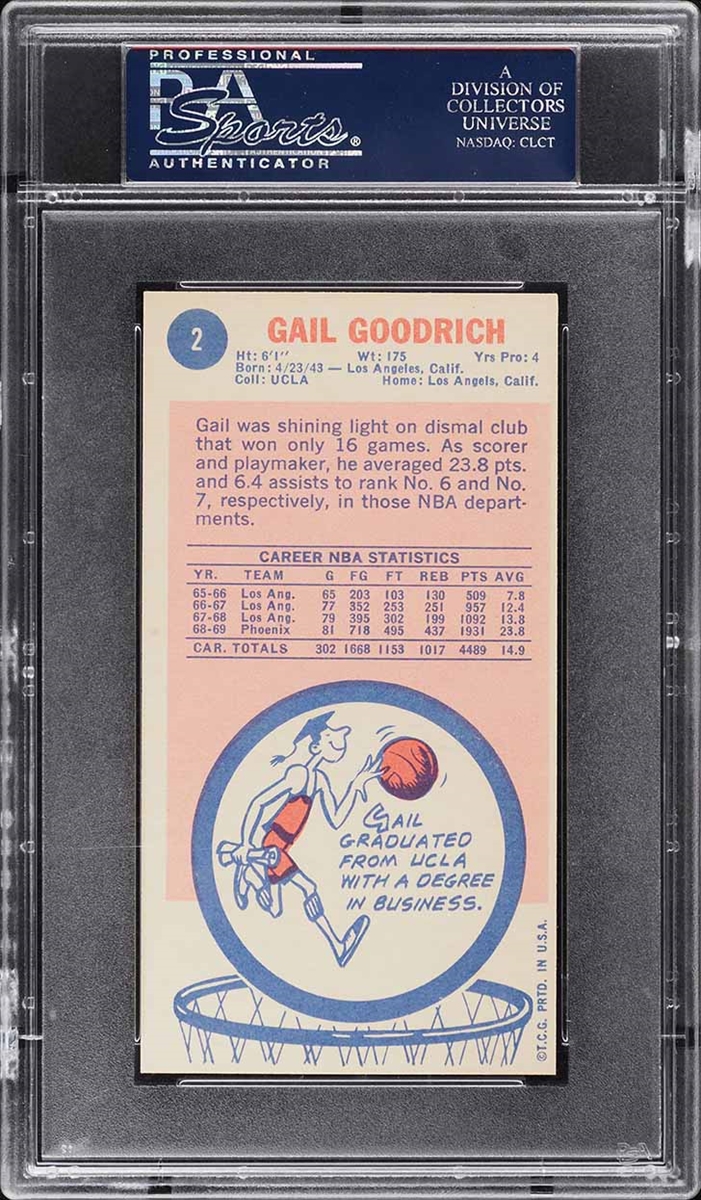 PROFESSIONAL
PSA
Sports®
AUTHENTICATOR
A
DIVISION OF
COLLECTORS
UNIVERSE
NASDAQ: CLCT
2
GAIL GOODRICH
Ht: 6'1" Wt: 175 Yrs Pro: 4
Born: 4/23/43 — Los Angeles, Calif.
Coll: UCLA Home: Los Angels, Calif.
Gail was shining light on dismal club
that won only 16 games. As scorer
and playmaker, he averaged 23.8 pts.
and 6.4 assists to rank No. 6 and No.
7, respectively, in those NBA depart-
ments.
CAREER NBA STATISTICS
YR. TEAM G FG FT REB PTS AVG
65-66 Los Ang. 65 203 103 130 509 7.8
66-67 Los Ang. 77 352 253 251 957 12.4
67-68 Los Ang. 79 395 302 199 1092 13.8
68-69 Phoenix 81 718 495 437 1931 23.8
CAR. TOTALS 302 1668 1153 1017 4489 14.9
GAIL
GRADUATED
FROM UCLA
WITH A DEGREE
IN BUSINESS.
©T.C.G. PRTD. IN U.S.A.